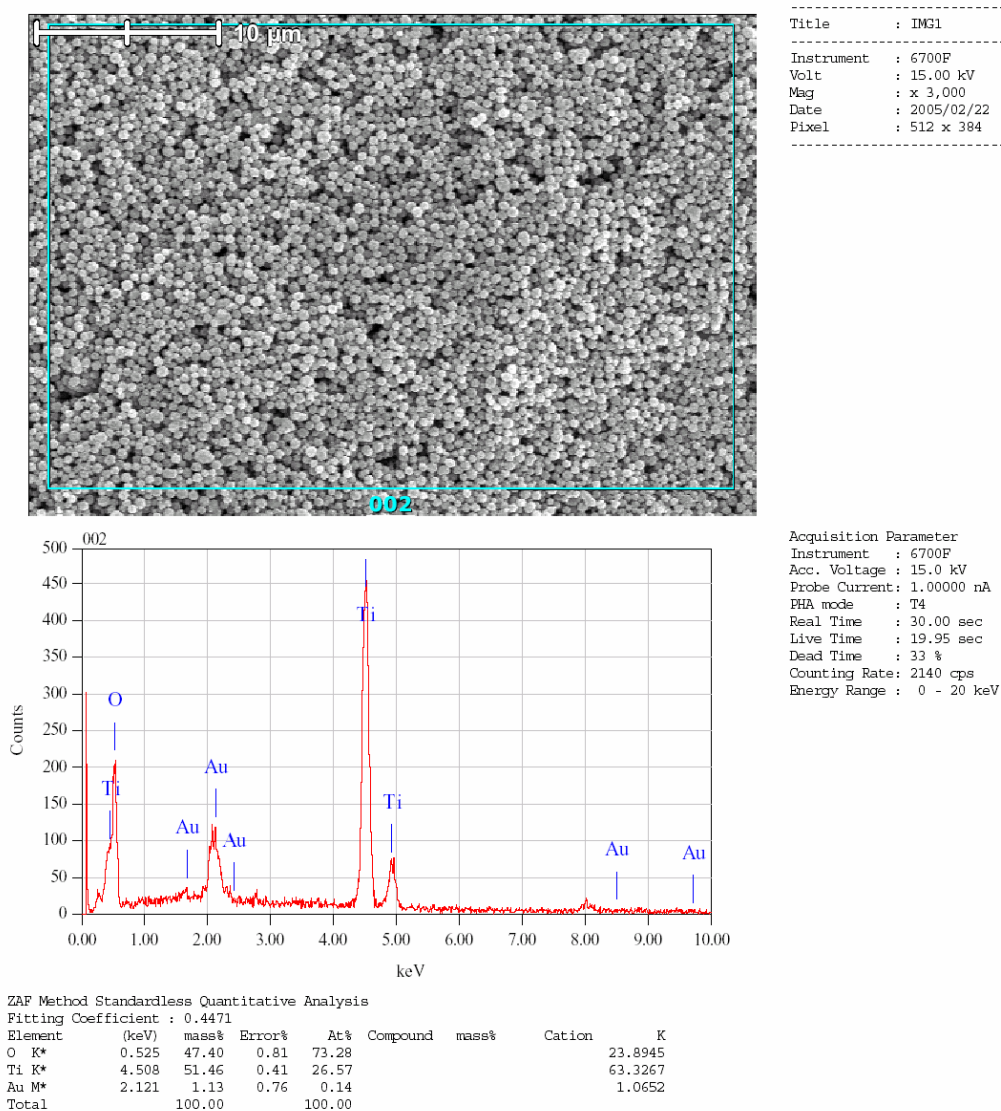 10 µm
002
Title : IMG1
Instrument : 6700F
Volt : 15.00 kV
Mag : x 3,000
Date : 2005/02/22
Pixel : 512 x 384
002
500
450
400
350
300
250
200
150
100
50
0
Counts
Ti
O
Ti
Au
Au
Au
Ti
Au
Au
0.00 1.00 2.00 3.00 4.00 5.00 6.00 7.00 8.00 9.00 10.00
keV
Acquisition Parameter
Instrument : 6700F
Acc. Voltage : 15.0 kV
Probe Current: 1.00000 nA
PHA mode : T4
Real Time : 30.00 sec
Live Time : 19.95 sec
Dead Time : 33 %
Counting Rate: 2140 cps
Energy Range : 0 - 20 keV
ZAF Method Standardless Quantitative Analysis
Fitting Coefficient : 0.4471
Element (keV) mass% Error% At% Compound mass% Cation K
O K* 0.525 47.40 0.81 73.28 23.8945
Ti K* 4.508 51.46 0.41 26.57 63.3267
Au M* 2.121 1.13 0.76 0.14 1.0652
Total 100.00 100.00